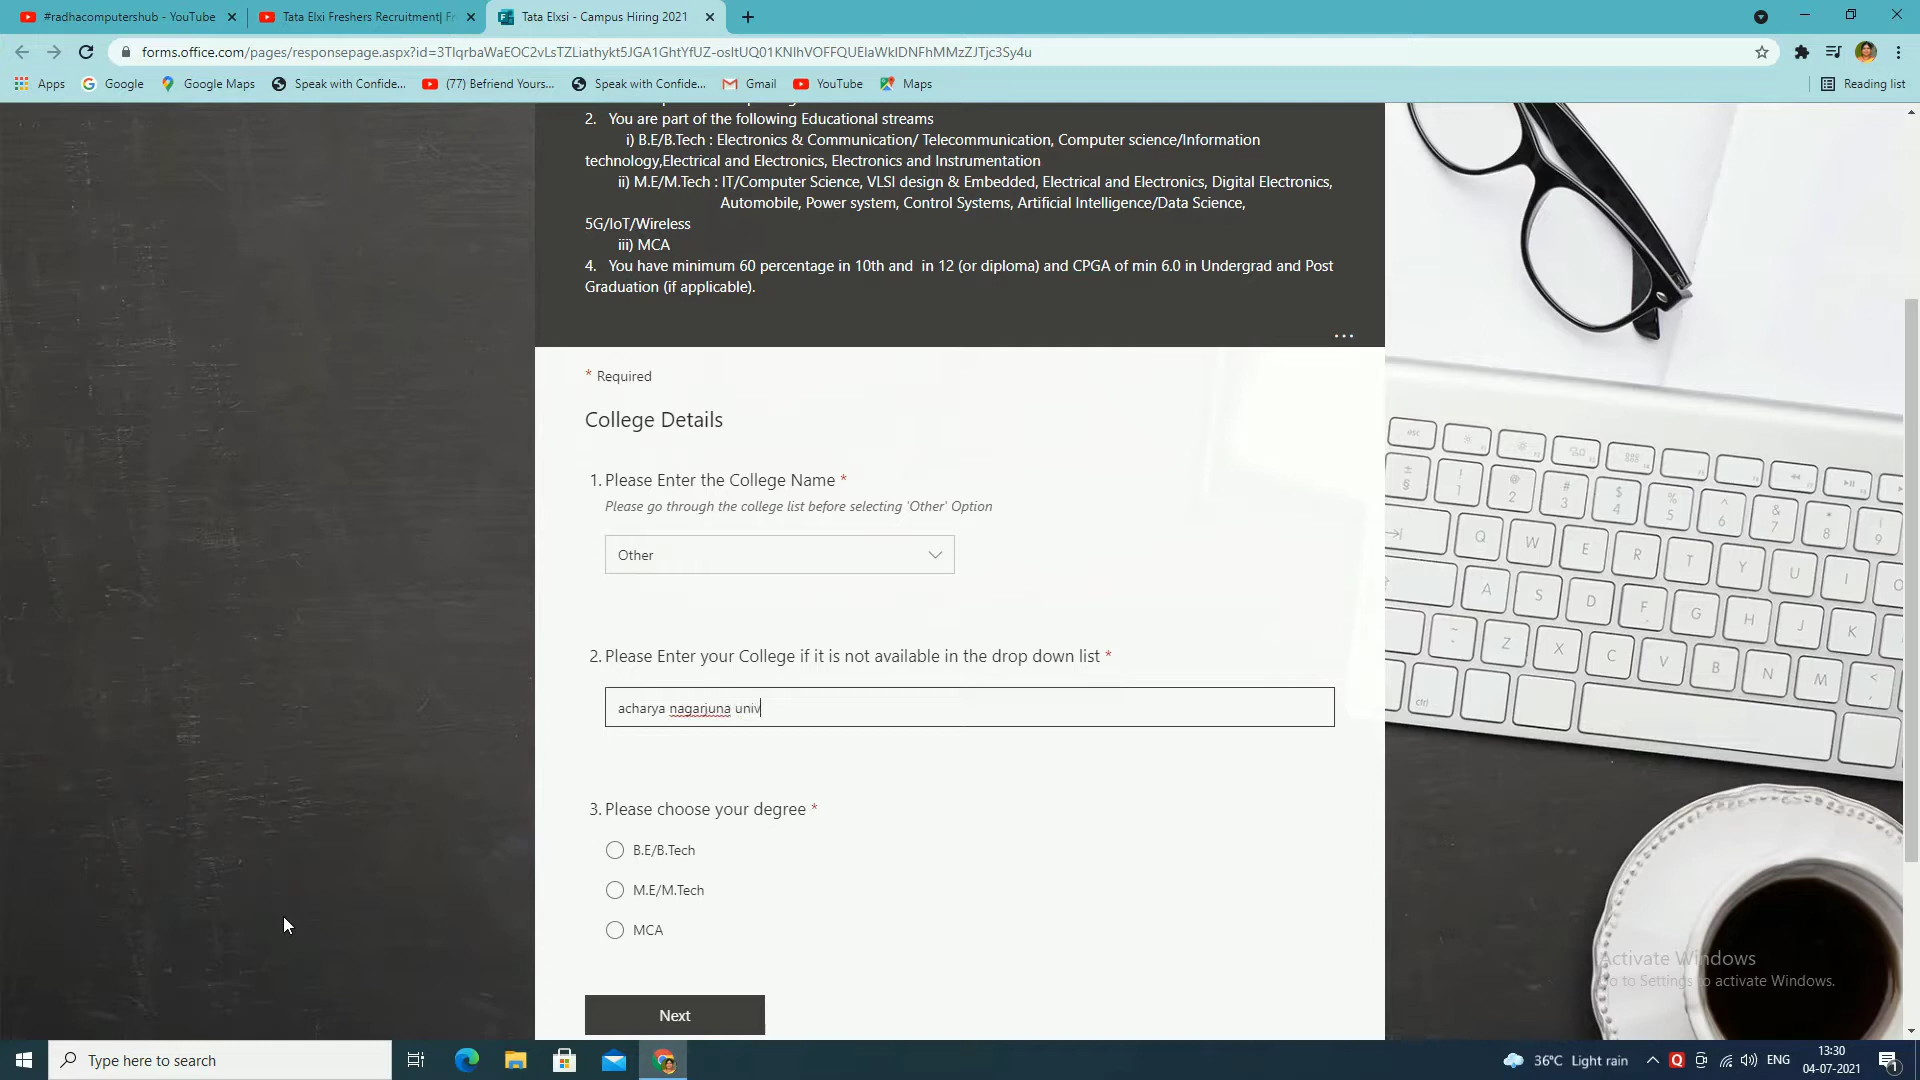 #radhacomputershub - YouTube
Tata Elxi Freshers Recruitment| Fr
Tata Elxsi - Campus Hiring 2021
Apps
Google
Google Maps
Speak with Confide...
(77) Befriend Yours...
Speak with Confide...
Gmail
YouTube
Maps
Reading list
2. You are part of the following Educational streams
i) B.E/B.Tech : Electronics & Communication/ Telecommunication, Computer science/Information
technology,Electrical and Electronics, Electronics and Instrumentation
ii) M.E/M.Tech : IT/Computer Science, VLSI design & Embedded, Electrical and Electronics, Digital Electronics,
Automobile, Power system, Control Systems, Artificial Intelligence/Data Science,
5G/IoT/Wireless
iii) MCA
4. You have minimum 60 percentage in 10th and in 12 (or diploma) and CPGA of min 6.0 in Undergrad and Post
Graduation (if applicable).
...
* Required
College Details
1. Please Enter the College Name *
Please go through the college list before selecting 'Other' Option
Other
2. Please Enter your College if it is not available in the drop down list *
acharya nagarjuna univ
3. Please choose your degree *
B.E/B.Tech
M.E/M.Tech
MCA
Next
Activate Windows
Go to Settings to activate Windows.
Type here to search
36°C Light rain
ENG
13:30
04-07-2021
1